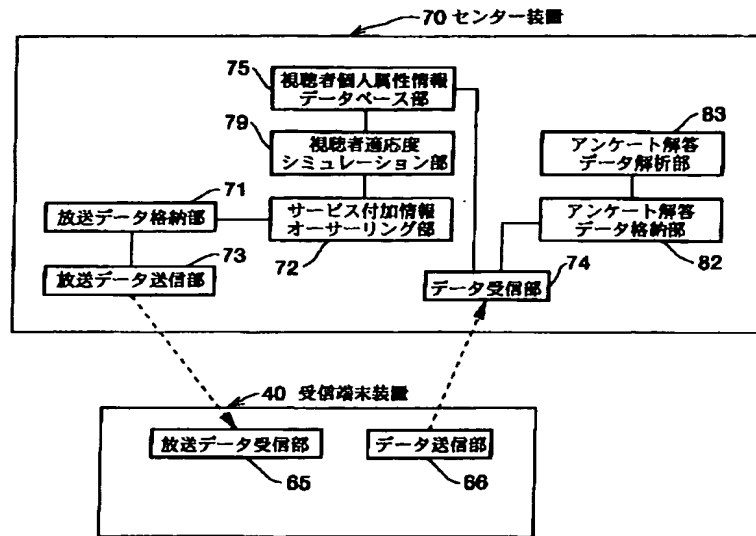 70 センター装置
75
視聴者個人属性情報
データベース部
79
視聴者適応度
シミュレーション部
83
アンケート解答
データ解析部
71
放送データ格納部
サービス付加情報
オーサリング部
72
アンケート解答
データ格納部
82
73
放送データ送信部
74
データ受信部
40 受信端末装置
放送データ受信部
65
データ送信部
66